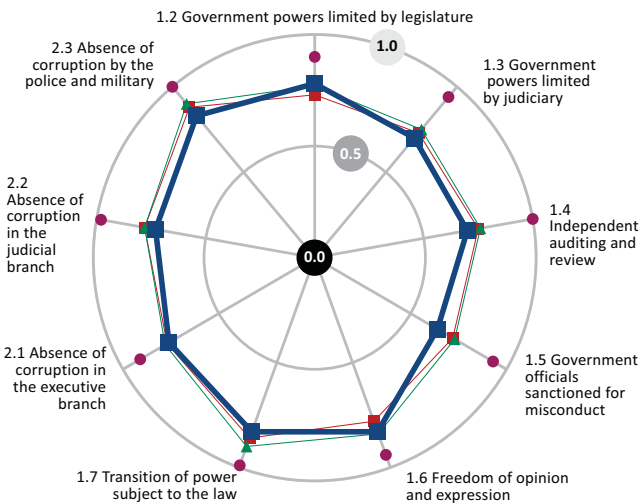 1.2 Government powers limited by legislature
1.0
2.3 Absence of
corruption by the
police and military
1.3 Government
powers limited
by judiciary
0.5
2.2
Absence of
corruption
in the
judicial
branch
0.0
1.4
Independent
auditing and
review
2.1 Absence of
corruption in
the executive
branch
1.5 Government
officials
sanctioned for
misconduct
1.7 Transition of power
subject to the law
1.6 Freedom of opinion
and expression